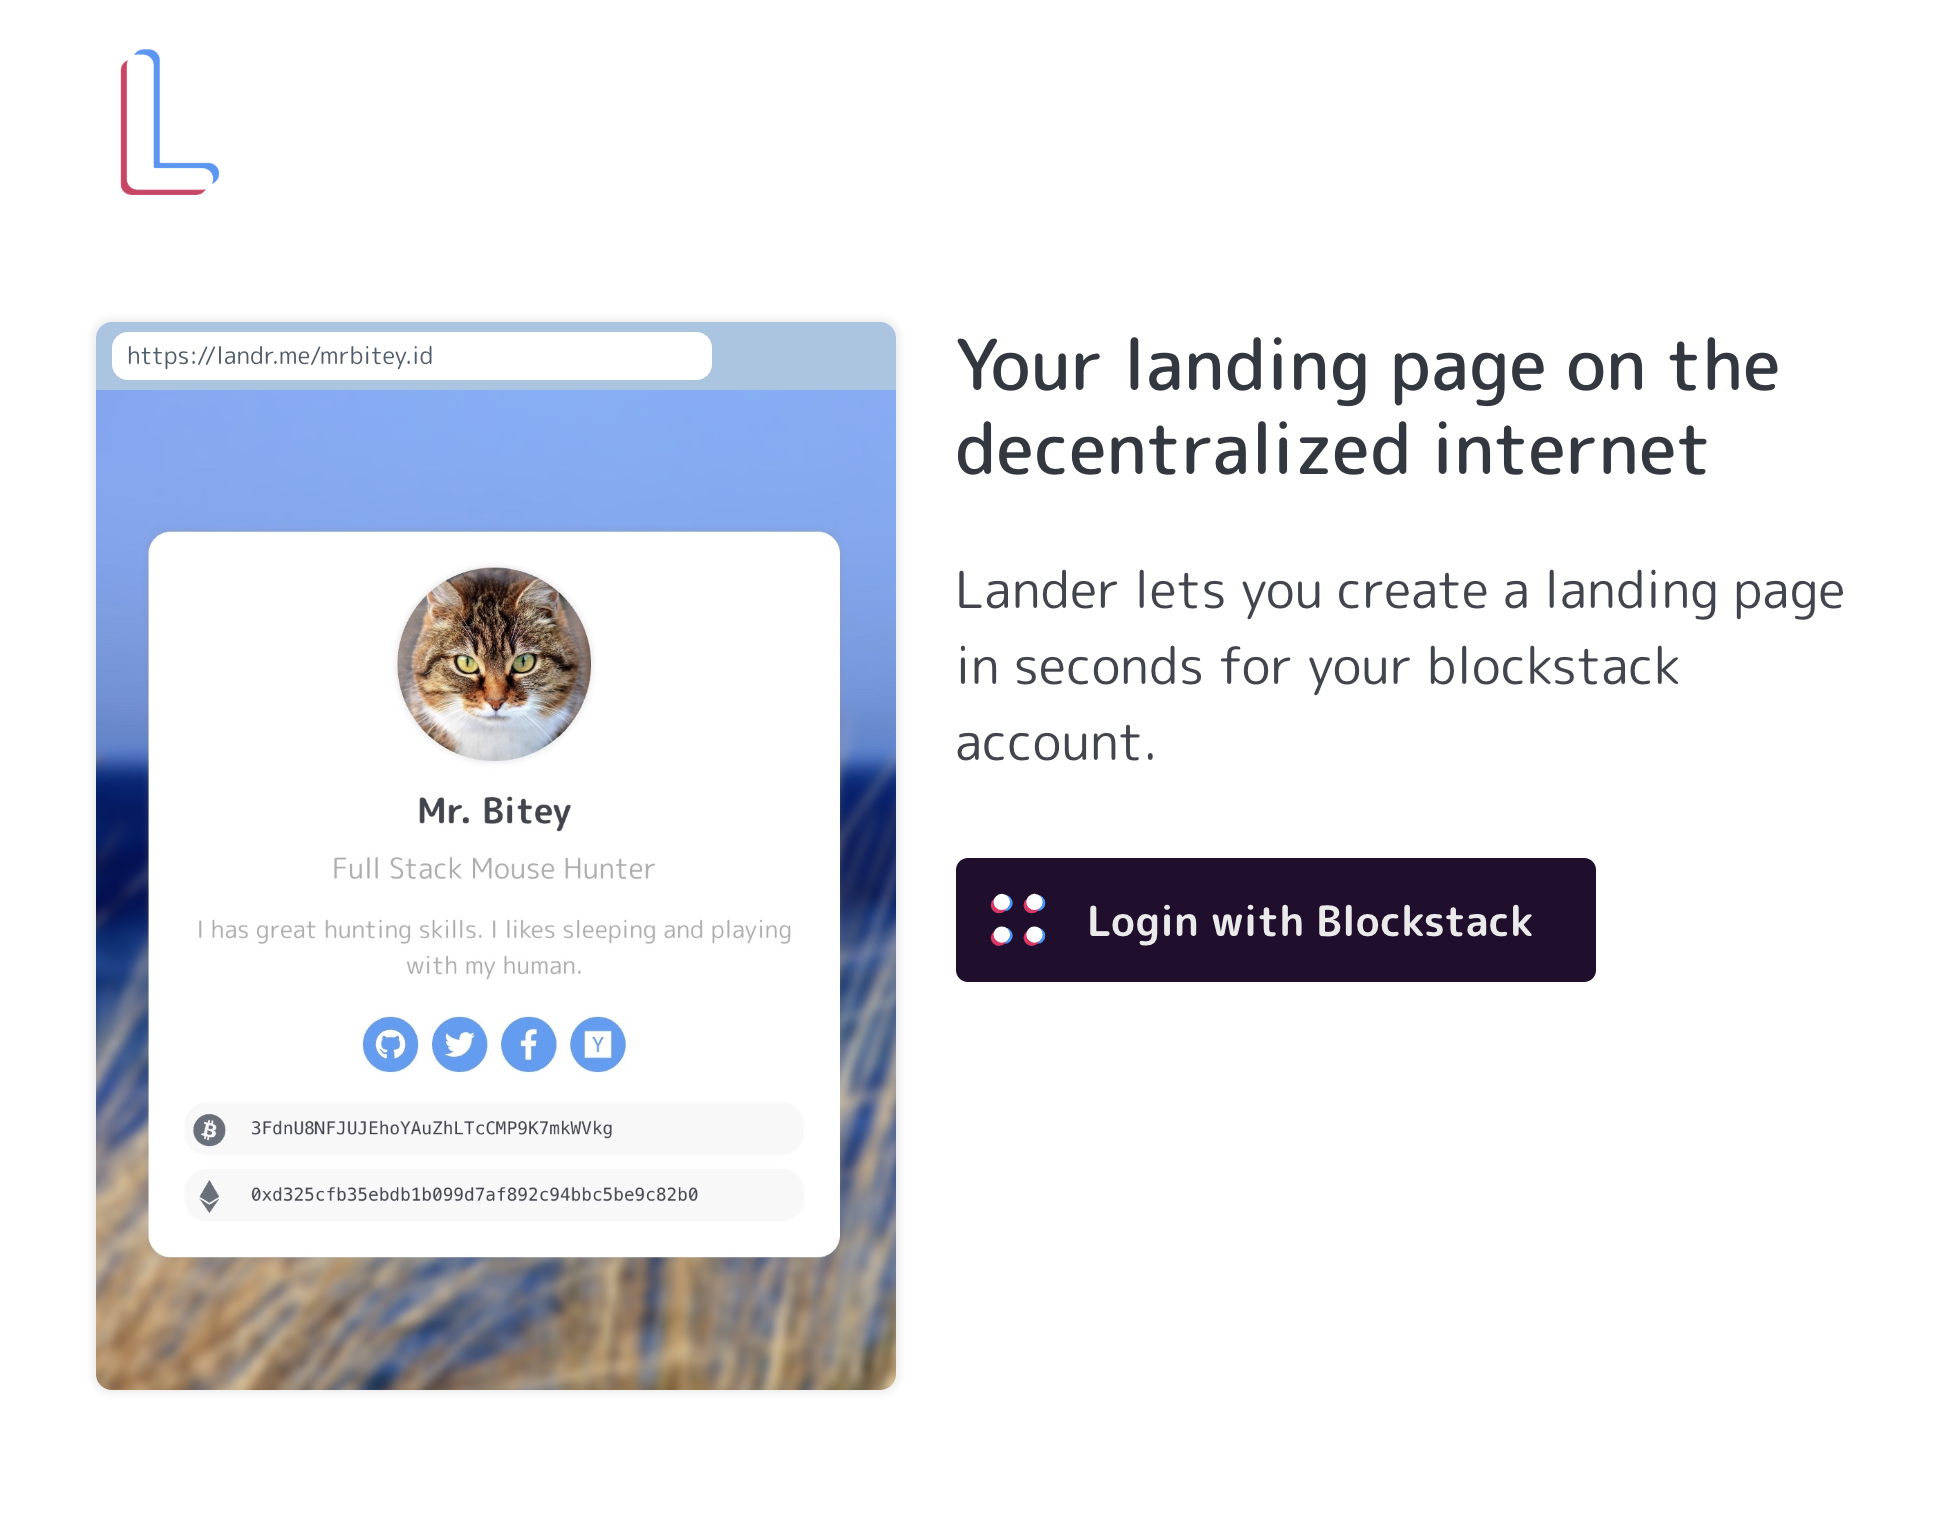 L
https://landr.me/mrbitey.id
Mr. Bitey
Full Stack Mouse Hunter
I has great hunting skills. I likes sleeping and playing
with my human.
Y
3FdnU8NFJUJEhoYAuZhLTcCMP9K7mkWVkg
0xd325cfb35ebdb1b099d7af892c94bbc5be9c82b0
Your landing page on the
decentralized internet
Lander lets you create a landing page
in seconds for your blockstack
account.
Login with Blockstack